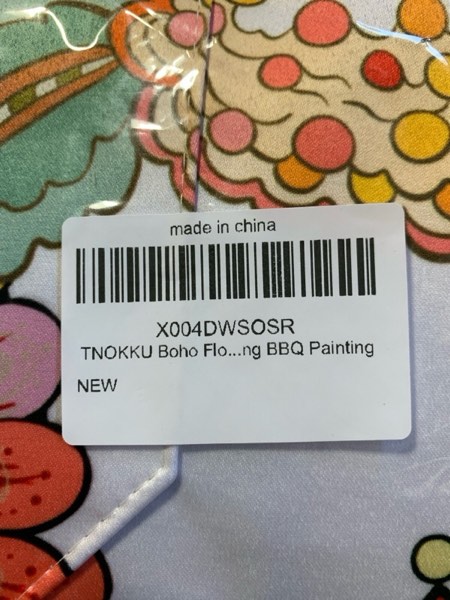 made in china
X004DWSOSR
TNOKKU Boho Flo...ng BBQ Painting
NEW